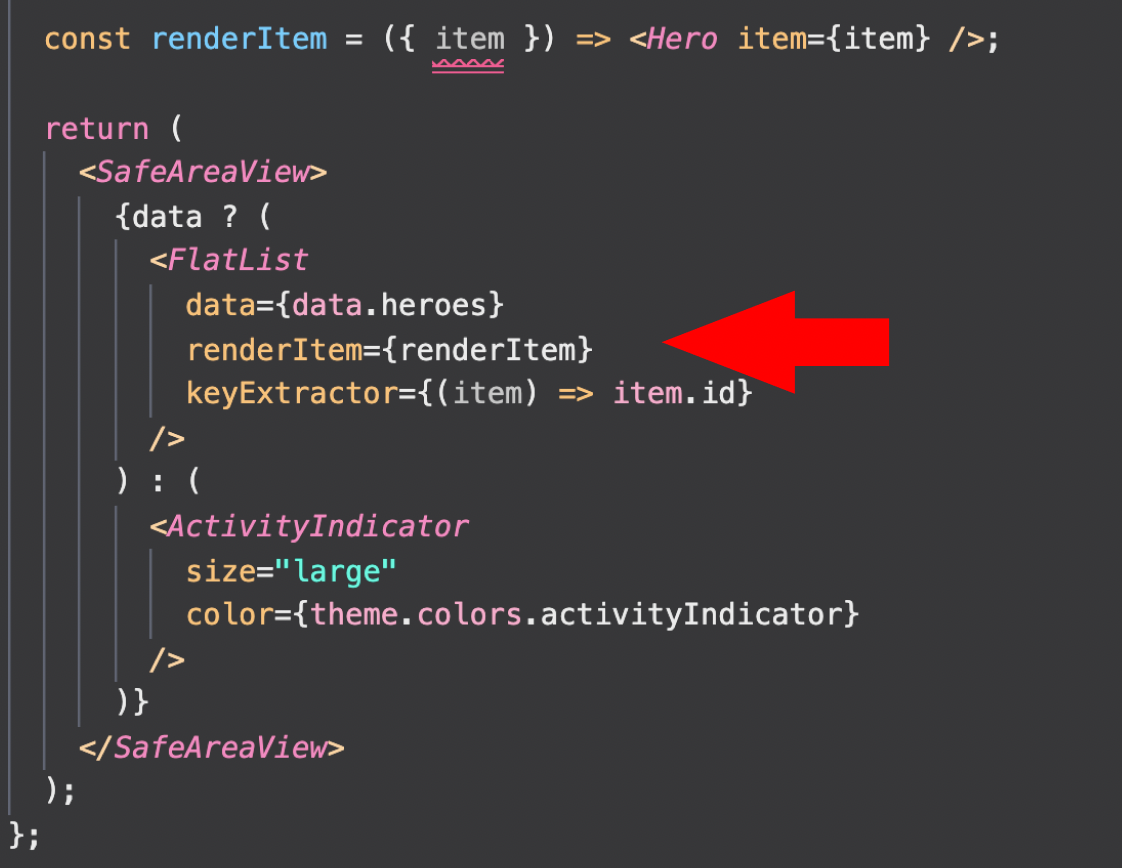 const renderItem = ({ item }) => <Hero item={item} />;
return (
<SafeAreaView>
{data ? (
<FlatList
data={data.heroes}
renderItem={renderItem}
keyExtractor={(item) => item.id}
/>
) : (
<ActivityIndicator
size="large"
color={theme.colors.activityIndicator}
/>
)}
</SafeAreaView>
);
};